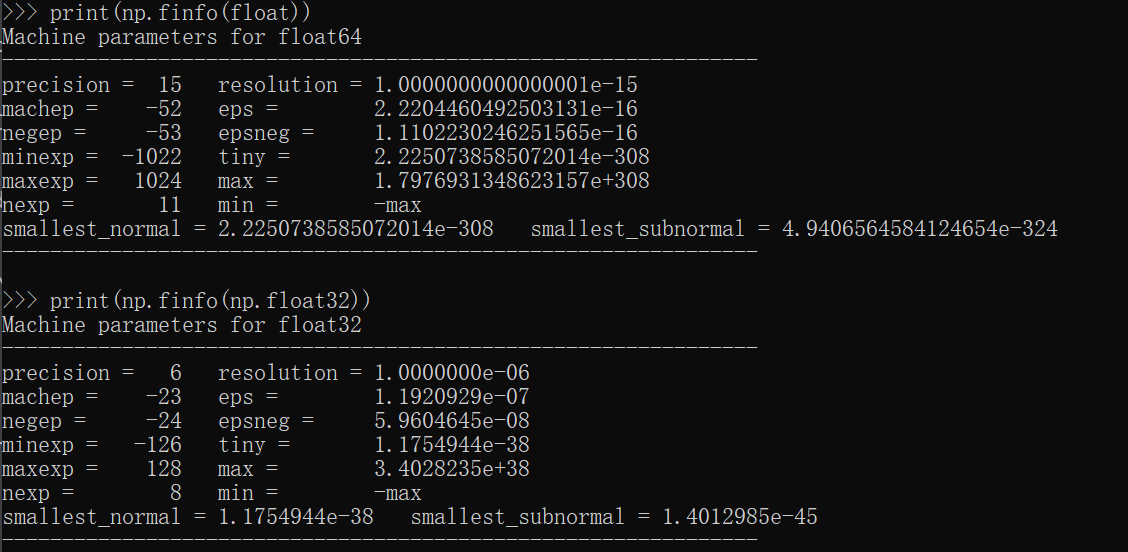 >>> print(np.finfo(float))
Machine parameters for float64
---------------------------------------------------------------
precision =  15   resolution = 1.0000000000000001e-15
machep =    -52   eps =        2.2204460492503131e-16
negep =     -53   epsneg =     1.1102230246251565e-16
minexp =  -1022   tiny =       2.2250738585072014e-308
maxexp =   1024   max =        1.7976931348623157e+308
nexp =       11   min =        -max
smallest_normal = 2.2250738585072014e-308   smallest_subnormal = 4.9406564584124654e-324
---------------------------------------------------------------
>>> print(np.finfo(np.float32))
Machine parameters for float32
---------------------------------------------------------------
precision =   6   resolution = 1.0000000e-06
machep =    -23   eps =        1.1920929e-07
negep =     -24   epsneg =     5.9604645e-08
minexp =   -126   tiny =       1.1754944e-38
maxexp =    128   max =        3.4028235e+38
nexp =        8   min =        -max
smallest_normal = 1.1754944e-38   smallest_subnormal = 1.4012985e-45
---------------------------------------------------------------